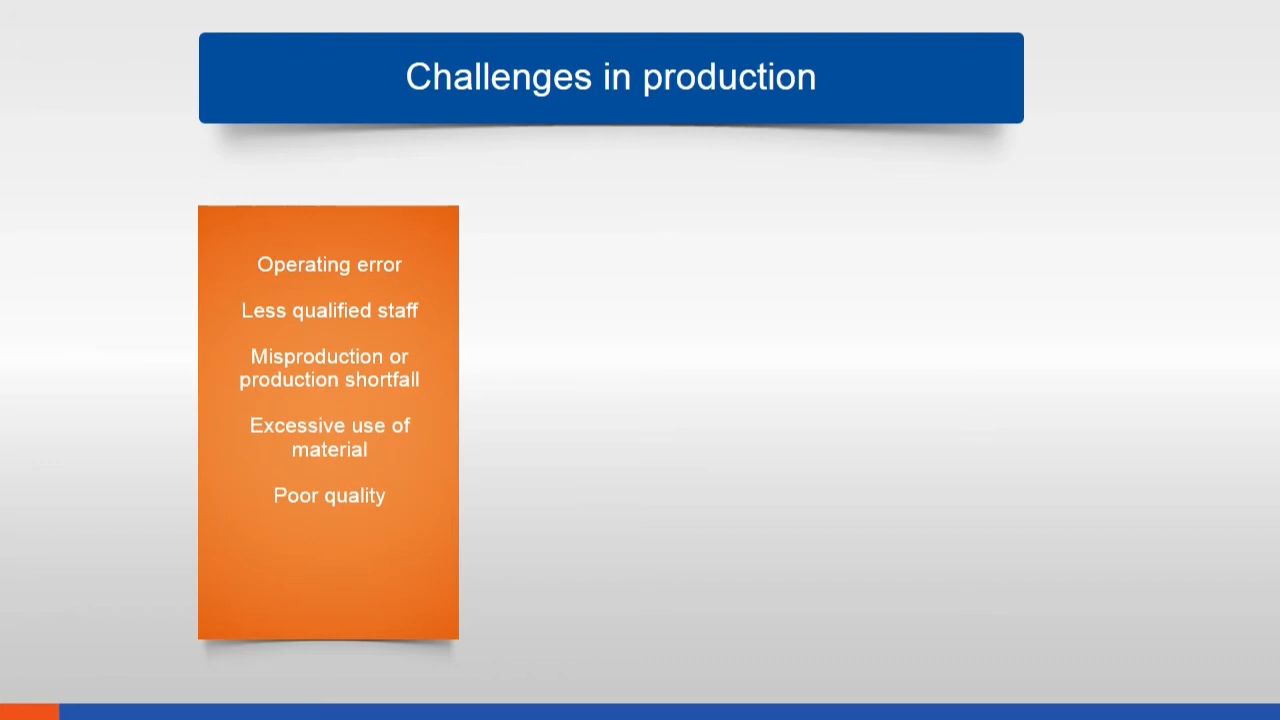 Challenges in production
Operating error
Less qualified staff
Misproduction or
production shortfall
Excessive use of
material
Poor quality